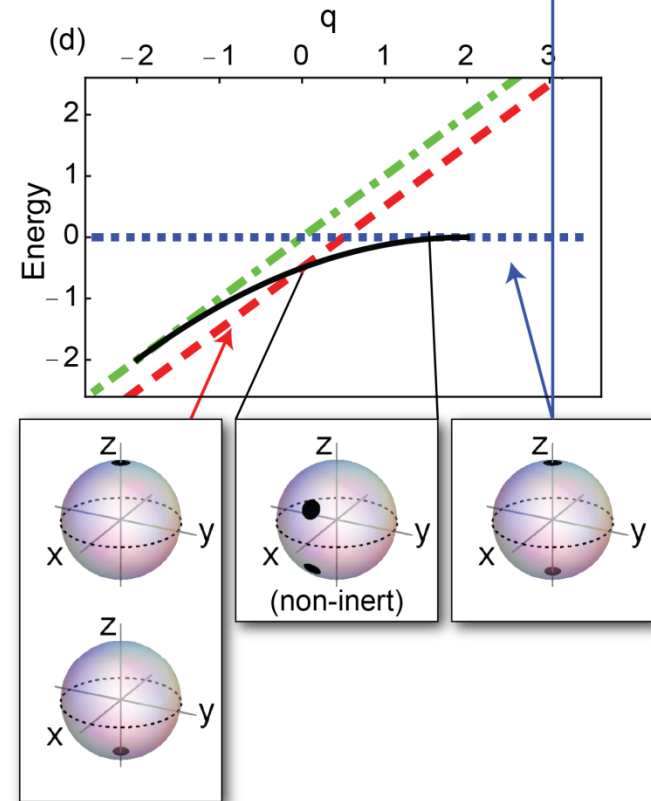 q
(d)
−2 −1 0 1 2 3
2
1
0
−1
−2
Energy
z z z
y y y
x x x
(non-inert)
z
y
x